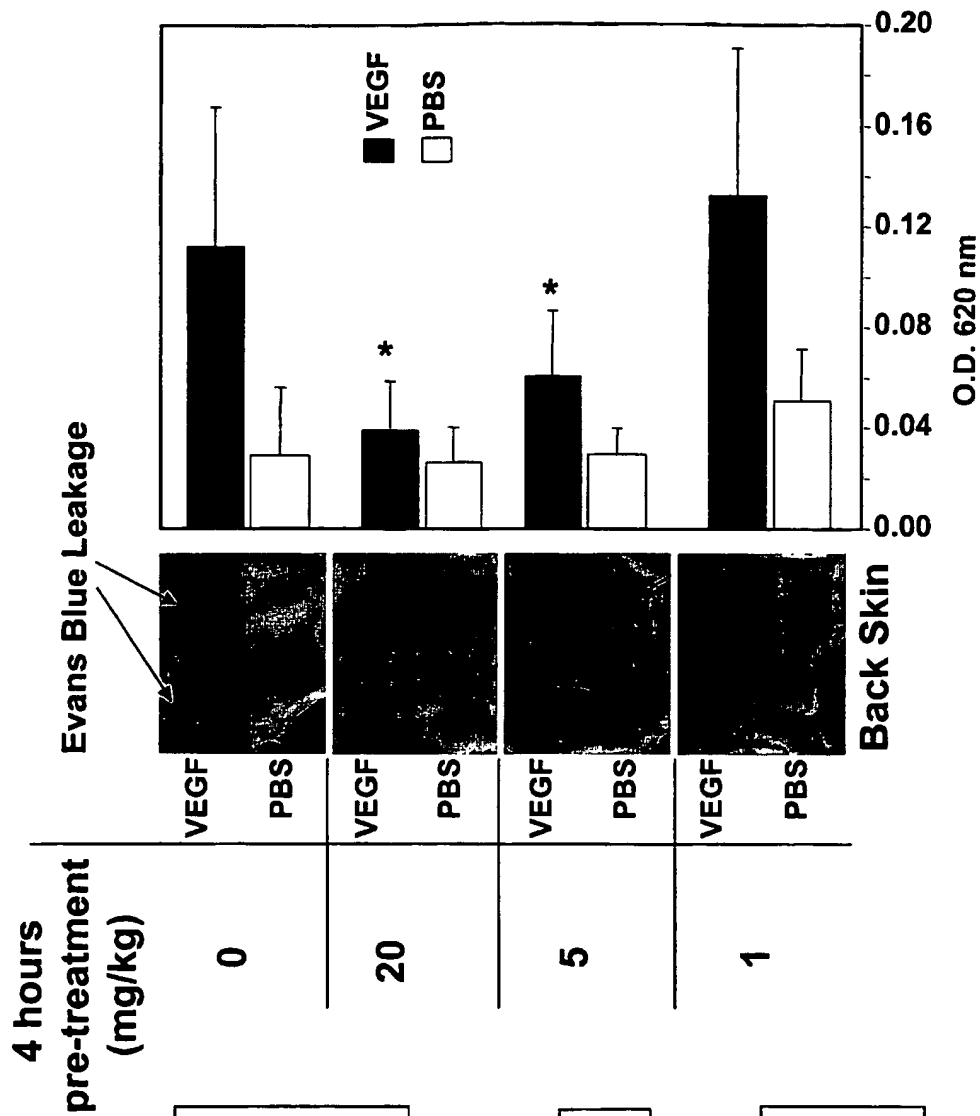 4 hours
pre-treatment
(mg/kg)
Evans Blue Leakage
0
VEGF
PBS
20
VEGF
PBS
5
VEGF
PBS
1
VEGF
PBS
Back Skin
VEGF
PBS
*
*
0.00
0.04
0.08
0.12
0.16
0.20
O.D. 620 nm